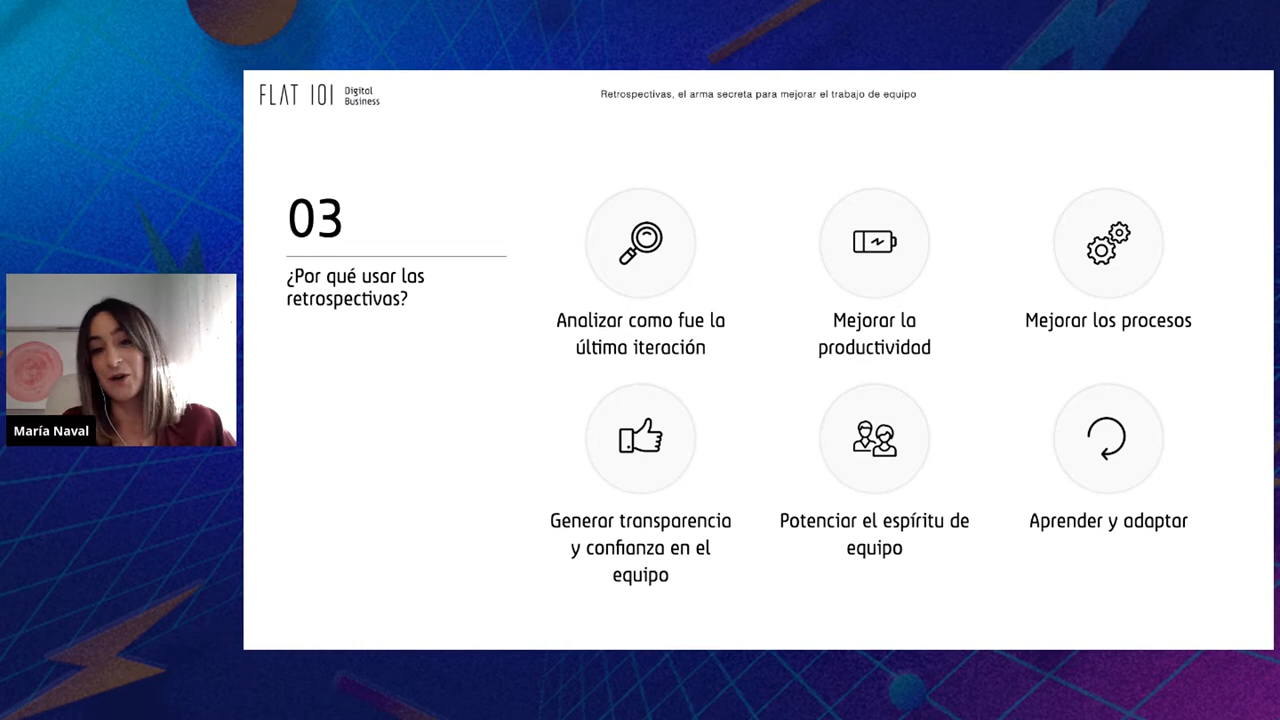 FLAT 101 Digital
Business
Retrospectivas, el arma secreta para mejorar el trabajo de equipo
03
¿Por qué usar las
retrospectivas?
Analizar como fue la
última iteración
Mejorar la
productividad
Mejorar los procesos
Generar transparencia
y confianza en el
equipo
Potenciar el espíritu de
equipo
Aprender y adaptar
María Naval